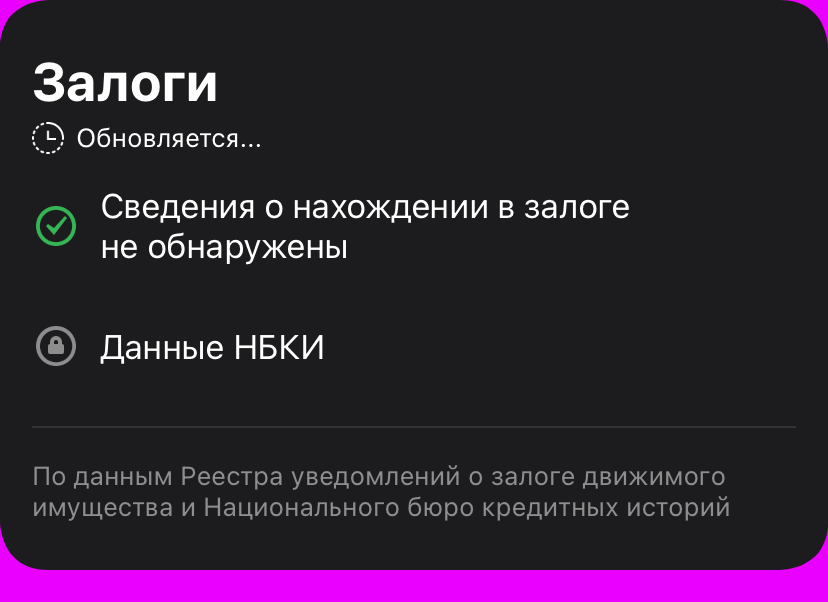 Залоги
Обновляется...
Сведения о нахождении в залоге
не обнаружены
Данные НБКИ
По данным Реестра уведомлений о залоге движимого
имущества и Национального бюро кредитных историй